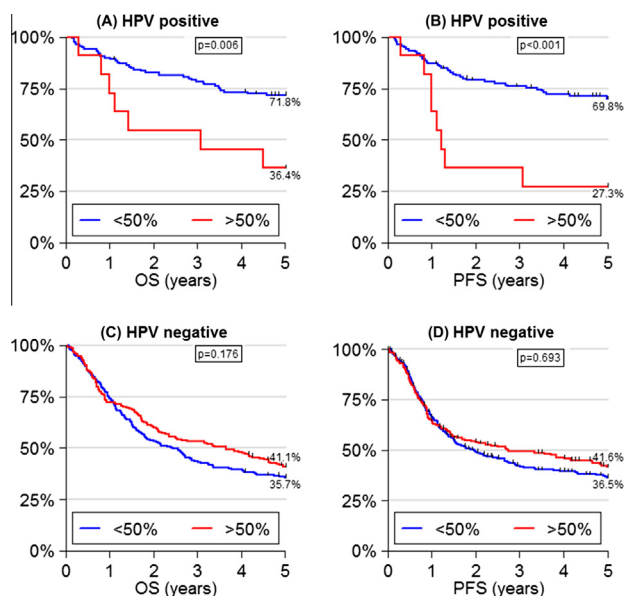 (A) HPV positive
p=0.006
100%
75%
50%
25%
0%
71.8%
36.4%
<50% >50%
0 1 2 3 4 5
OS (years)
(B) HPV positive
p<0.001
100%
75%
50%
25%
0%
69.8%
27.3%
<50% >50%
0 1 2 3 4 5
PFS (years)
(C) HPV negative
p=0.176
100%
75%
50%
25%
0%
41.1%
35.7%
<50% >50%
0 1 2 3 4 5
OS (years)
(D) HPV negative
p=0.693
100%
75%
50%
25%
0%
41.6%
36.5%
<50% >50%
0 1 2 3 4 5
PFS (years)